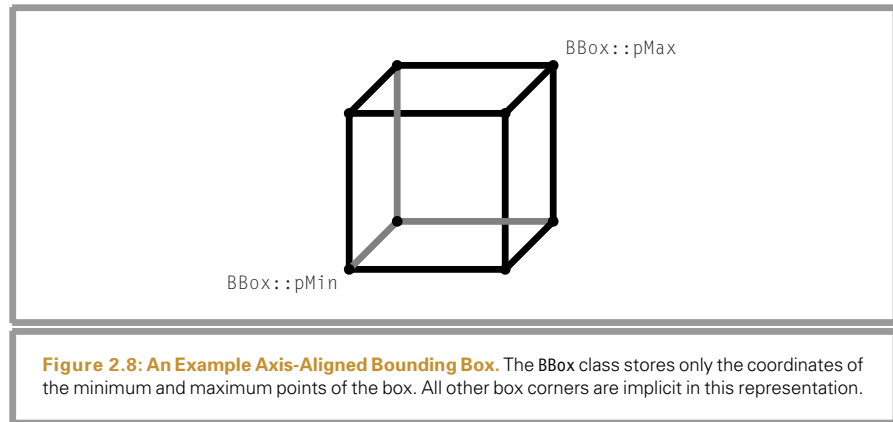 BBox::pMax
BBox::pMin
Figure 2.8: An Example Axis-Aligned Bounding Box. The BBox class stores only the coordinates of
the minimum and maximum points of the box. All other box corners are implicit in this representation.